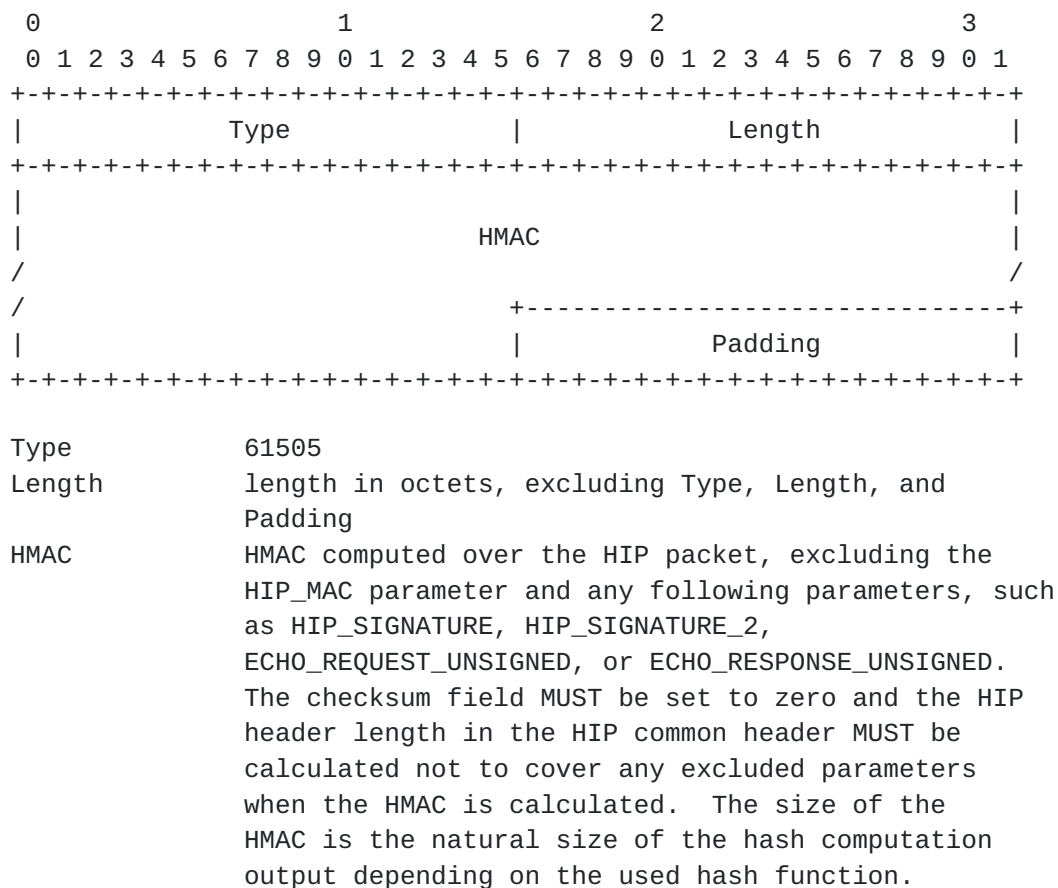 0                   1                   2                   3
 0 1 2 3 4 5 6 7 8 9 0 1 2 3 4 5 6 7 8 9 0 1 2 3 4 5 6 7 8 9 0 1
+-+-+-+-+-+-+-+-+-+-+-+-+-+-+-+-+-+-+-+-+-+-+-+-+-+-+-+-+-+-+-+-+
|             Type              |             Length            |
+-+-+-+-+-+-+-+-+-+-+-+-+-+-+-+-+-+-+-+-+-+-+-+-+-+-+-+-+-+-+-+-+
|                                                               |
|                             HMAC                              |
/                                                               /
/                               +-------------------------------+
|                               |            Padding            |
+-+-+-+-+-+-+-+-+-+-+-+-+-+-+-+-+-+-+-+-+-+-+-+-+-+-+-+-+-+-+-+-+

Type           61505
Length         length in octets, excluding Type, Length, and
               Padding
HMAC           HMAC computed over the HIP packet, excluding the
               HIP_MAC parameter and any following parameters, such
               as HIP_SIGNATURE, HIP_SIGNATURE_2,
               ECHO_REQUEST_UNSIGNED, or ECHO_RESPONSE_UNSIGNED.
               The checksum field MUST be set to zero and the HIP
               header length in the HIP common header MUST be
               calculated not to cover any excluded parameters
               when the HMAC is calculated.  The size of the
               HMAC is the natural size of the hash computation
               output depending on the used hash function.